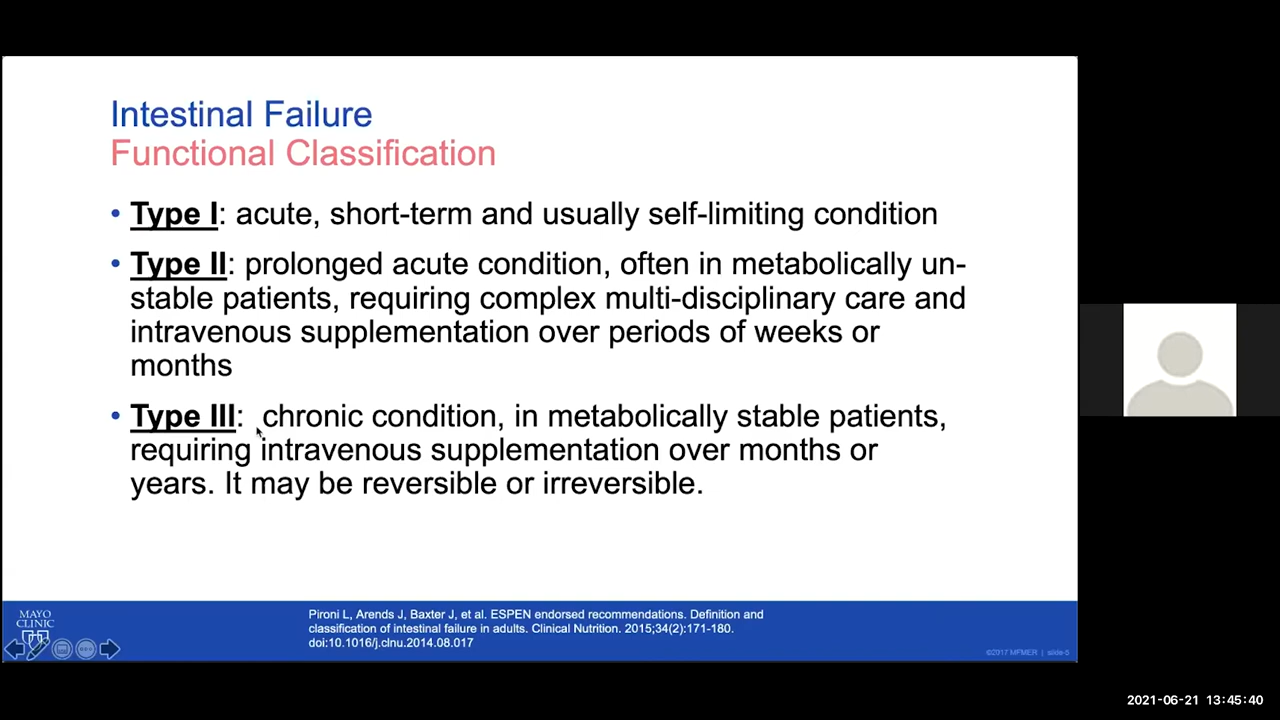 Intestinal Failure
Functional Classification
• Type I: acute, short-term and usually self-limiting condition
• Type II: prolonged acute condition, often in metabolically un-
stable patients, requiring complex multi-disciplinary care and
intravenous supplementation over periods of weeks or
months
• Type III:  chronic condition, in metabolically stable patients,
requiring intravenous supplementation over months or
years. It may be reversible or irreversible.
MAYO
CLINIC
Pironi L, Arends J, Baxter J, et al. ESPEN endorsed recommendations. Definition and
classification of intestinal failure in adults. Clinical Nutrition. 2015;34(2):171-180.
doi:10.1016/j.clnu.2014.08.017
©2017 MFMER | slide-5
2021-06-21 13:45:40